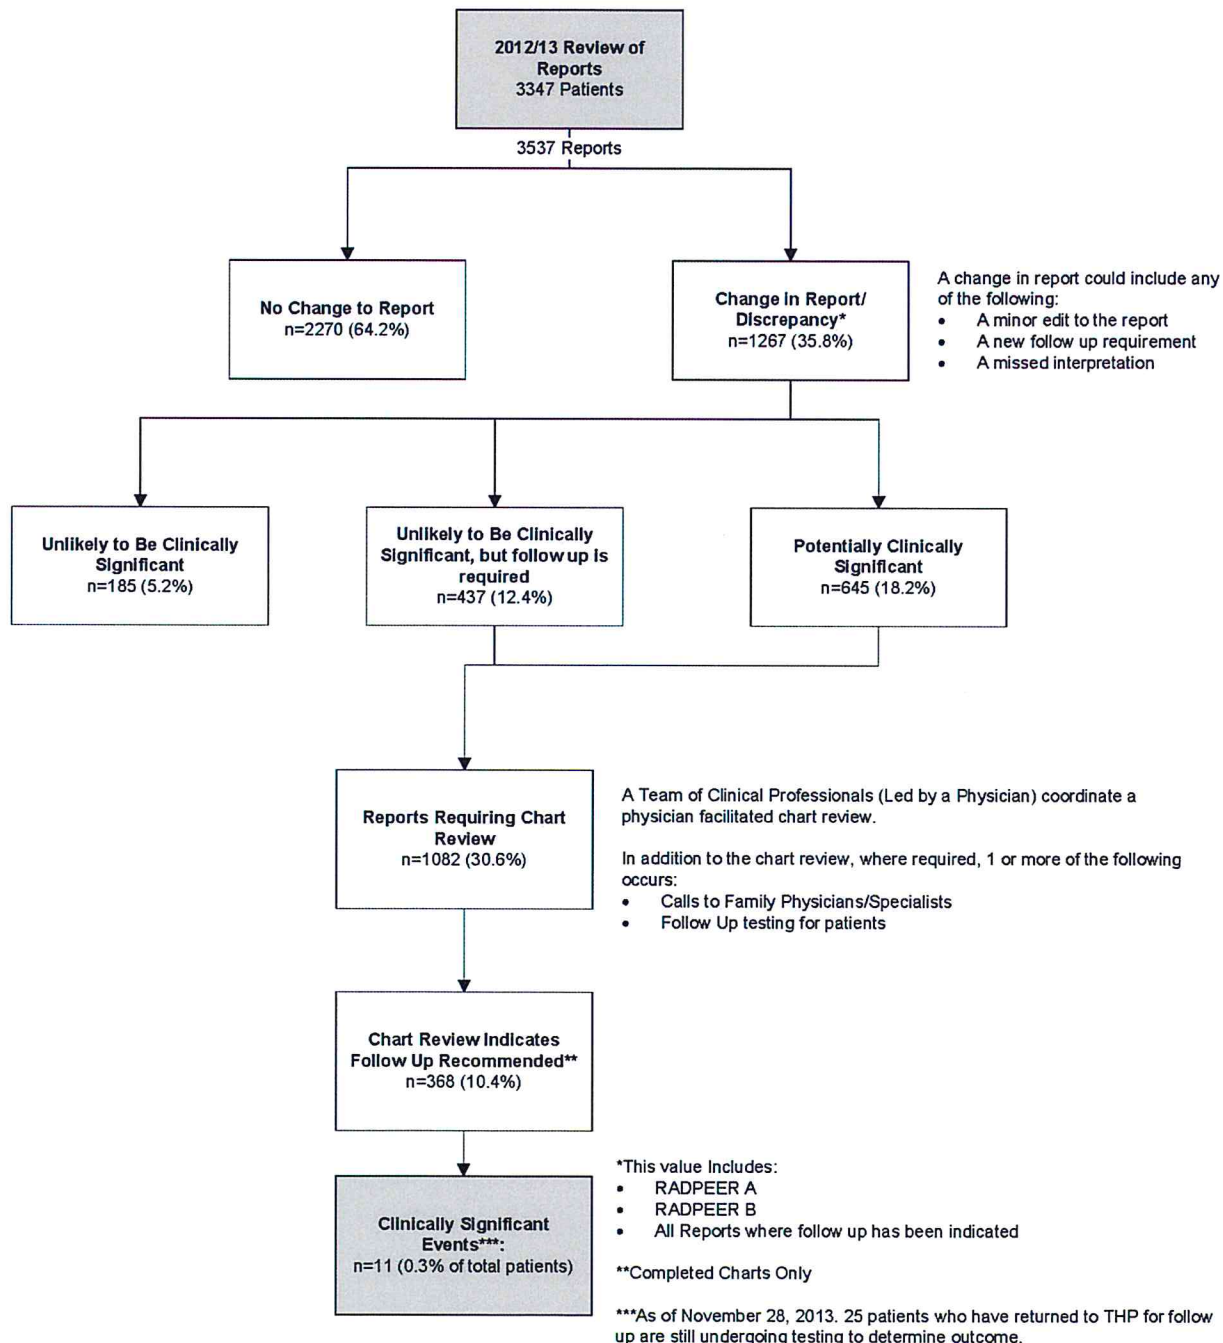 2012/13 Review of
Reports
3347 Patients
3537 Reports
No Change to Report
n=2270 (64.2%)
Change in Report/
Discrepancy*
n=1267 (35.8%)
A change in report could include any
of the following:
• A minor edit to the report
• A new follow up requirement
• A missed interpretation
Unlikely to Be Clinically
Significant
n=185 (5.2%)
Unlikely to Be Clinically
Significant, but follow up is
required
n=437 (12.4%)
Potentially Clinically
Significant
n=645 (18.2%)
Reports Requiring Chart
Review
n=1082 (30.6%)
A Team of Clinical Professionals (Led by a Physician) coordinate a
physician facilitated chart review.
In addition to the chart review, where required, 1 or more of the following
occurs:
• Calls to Family Physicians/Specialists
• Follow Up testing for patients
Chart Review Indicates
Follow Up Recommended**
n=368 (10.4%)
Clinically Significant
Events***:
n=11 (0.3% of total patients)
*This value Includes:
• RADPEER A
• RADPEER B
• All Reports where follow up has been indicated
**Completed Charts Only
***As of November 28, 2013. 25 patients who have returned to THP for follow
up are still undergoing testing to determine outcome.